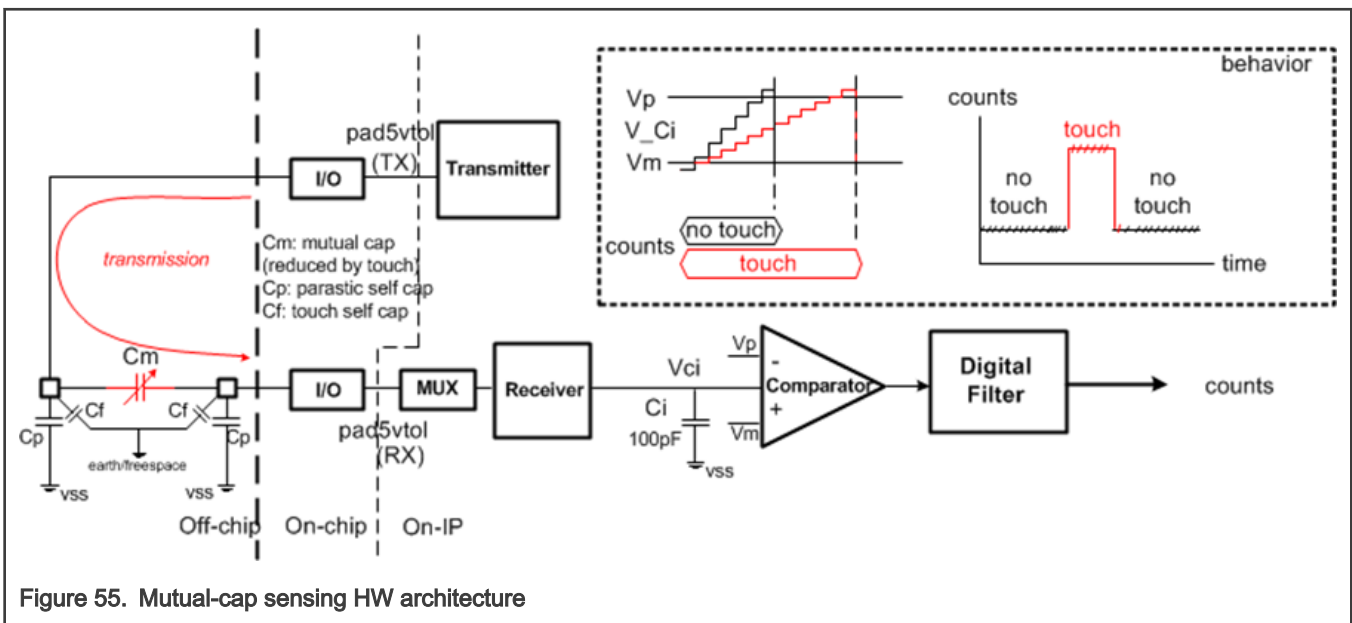 behavior
Vp
V_Ci
Vm
counts
no touch
touch
counts
touch
no
touch
no
touch
time
pad5vtol
(TX)
I/O
Transmitter
transmission
Cm: mutual cap
(reduced by touch)
Cp: parastic self cap
Cf: touch self cap
Cm
Cf
Cf
Cp
Cp
earth/freespace
vss
vss
I/O
MUX
pad5vtol
(RX)
Receiver
Vci
Ci
100pF
vss
Vp
-
Comparator
+
Vm
Digital
Filter
counts
Off-chip
On-chip
On-IP
Figure 55. Mutual-cap sensing HW architecture